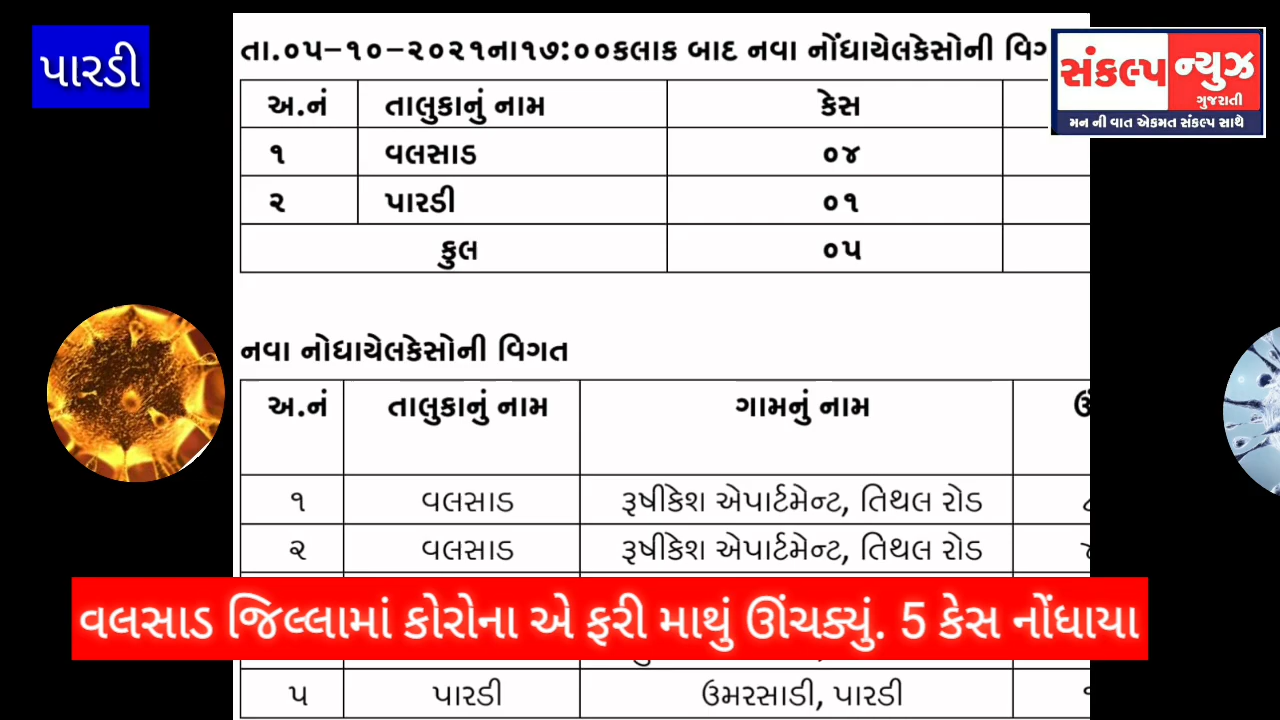 પારડી
તા.૦૫-૧૦-૨૦૨૧ના૧૭:૦૦કલાક બાદ નવા નોંધાયેલકેસોની
સંકલ્પ ન્યુઝ
ગુજરાતી
મન ની વાત એકમત સંકલ્પ સાથે
અ.નં તાલુકાનું નામ કેસ
૧ વલસાડ ૦૪
૨ પારડી ૦૧
કુલ ૦૫
નવા નોધાયેલકેસોની વિગત
અ.નં તાલુકાનું નામ ગામનું નામ
૧ વલસાડ રૂષીકેશ એપાર્ટમેન્ટ, તિથલ રોડ
૨ વલસાડ રૂષીકેશ એપાર્ટમેન્ટ, તિથલ રોડ
વલસાડ જિલ્લામાં કોરોના એ ફરી માથું ઊંચક્યું. 5 કેસ નોંધાયા
૫ પારડી ઉમરસાડી, પારડી